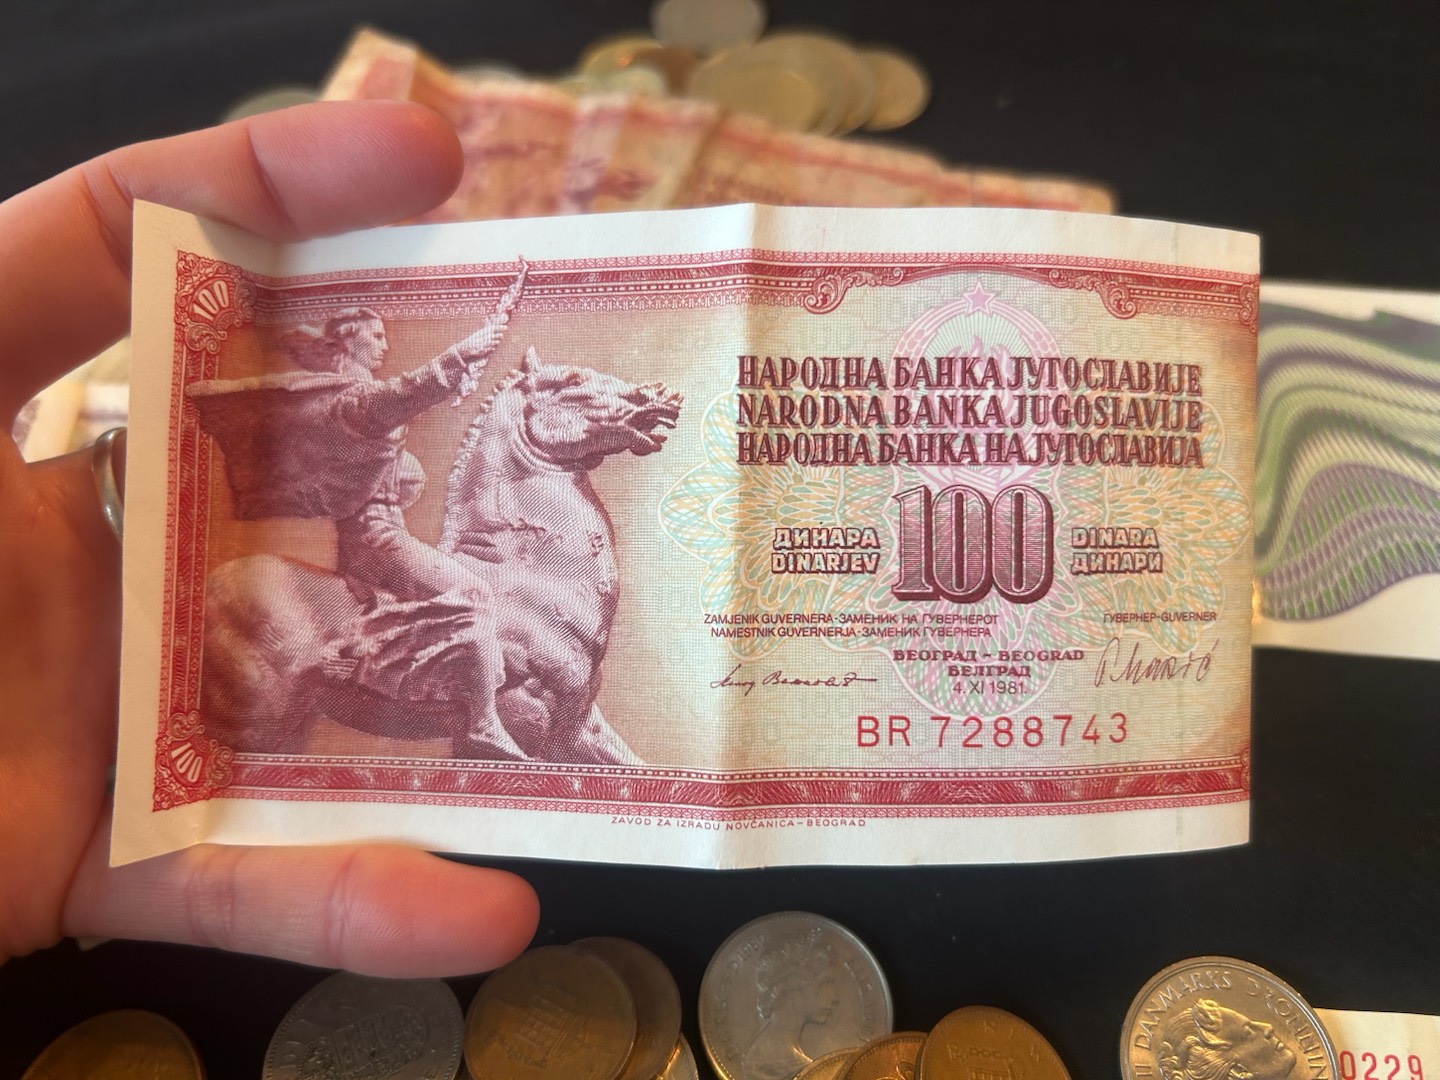 100
НАРОДНА БАНКА ЈУГОСЛАВИЈЕ
NARODNA BANKA JUGOSLAVIJE
НАРОДНА БАНКА НА ЈУГОСЛАВИЈА
ДИНАРА 100 DINARA
DINARJEV ДИНАРИ
ZAMJENIK GUVERNERA-ЗАМЕНИК НА ГУВЕРНЕРОТ ГУВЕРНЕР-GUVERNER
NAMESTNIK GUVERNERJA-ЗАМЕНИК ГУВЕРНЕРА
БЕОГРАД – BEOGRAD
БЕЛГРАД
4. XI 1981.
BR 7288743
100
ZAVOD ZA IZRADU NOVČANICA – BEOGRAD
II DANMARKS DRONNIN
0229